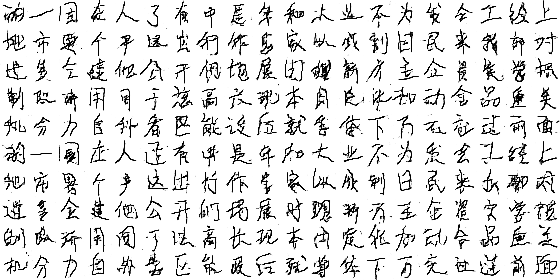 的一国在人了有中是年和大业不为发会工经上
地市要个产这出行作生家以成到日民来我部对
进多全建他公开们场展时理新方主企资实学报
制政济用同于法高长现本月定化加动合品重关
机分力自外者区能设后就等体下万元社过前面
的一国在人了有中是年和大业不为发会工经上
地市要个产这出行作生家以成到日民来我部对
进多全建他公开们场展时理新方主企资实学报
制政济用同于法高长现本月定化加动合品重关
机分力自外者区能设后就等体下万元社过前面